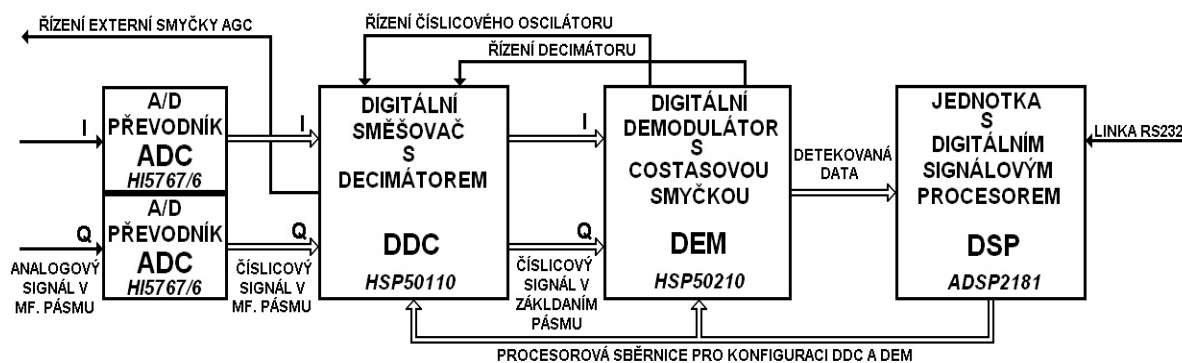 ŘÍZENÍ EXTERNÍ SMYČKY AGC
ŘÍZENÍ ČÍSLICOVÉHO OSCILÁTORU
ŘÍZENÍ DECIMÁTORU
I
A/D
PŘEVODNÍK
ADC
HI5767/6
Q
A/D
PŘEVODNÍK
ADC
HI5767/6
ANALOGOVÝ
SIGNÁL V
MF. PÁSMU
I
Q
ČÍSLICOVÝ
SIGNÁL V
MF. PÁSMU
DIGITÁLNÍ
SMĚŠOVAČ
S
DECIMÁTOREM
DDC
HSP50110
I
Q
ČÍSLICOVÝ
SIGNÁL V
ZÁKLDANÍM
PÁSMU
DIGITÁLNÍ
DEMODULÁTOR
S
COSTASOVOU
SMYČKOU
DEM
HSP50210
DETEKOVANÁ
DATA
JEDNOTKA
S
DIGITÁLNÍM
SIGNÁLOVÝM
PROCESOREM
DSP
ADSP2181
LINKA RS232
PROCESOROVÁ SBĚRNICE PRO KONFIGURACI DDC A DEM